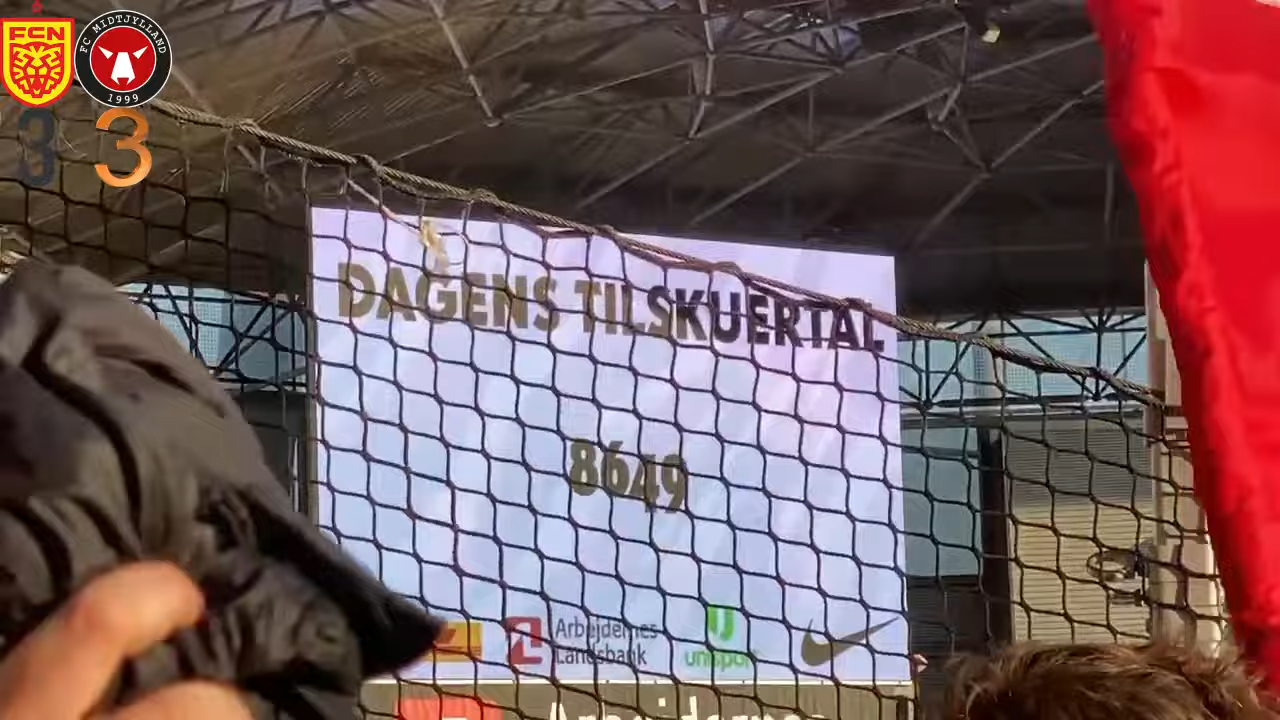 FCN
FC MIDTJYLLAND
1999
3 3
DAGENS TILSKUERTAL
8649
Arbejdernes
Landsbank
unisport